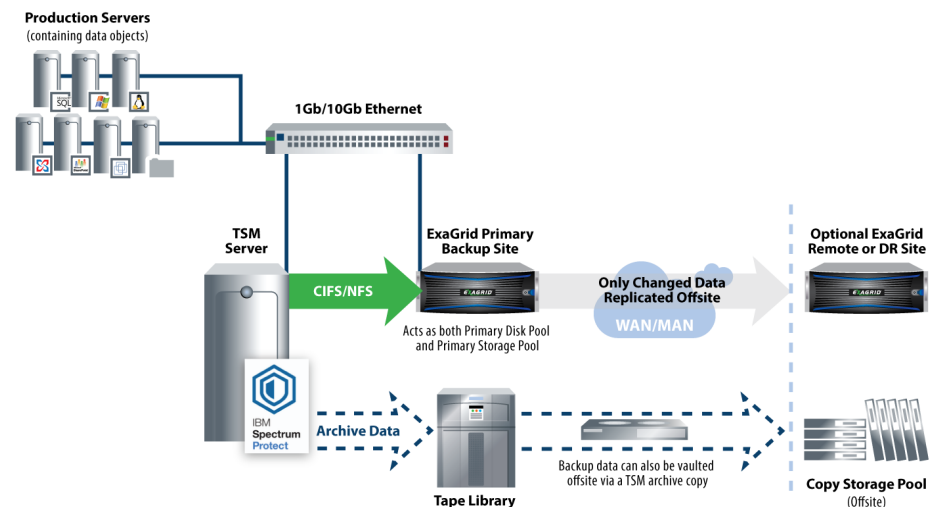 Production Servers
(containing data objects)
SQL
1Gb/10Gb Ethernet
TSM
Server
ExaGrid Primary
Backup Site
Optional ExaGrid
Remote or DR Site
CIFS/NFS
EXAGRID
Only Changed Data
Replicated Offsite
WAN/MAN
EXAGRID
Acts as both Primary Disk Pool
and Primary Storage Pool
IBM
Spectrum
Protect
Archive Data
Backup data can also be vaulted
offsite via a TSM archive copy
Tape Library
Copy Storage Pool
(Offsite)